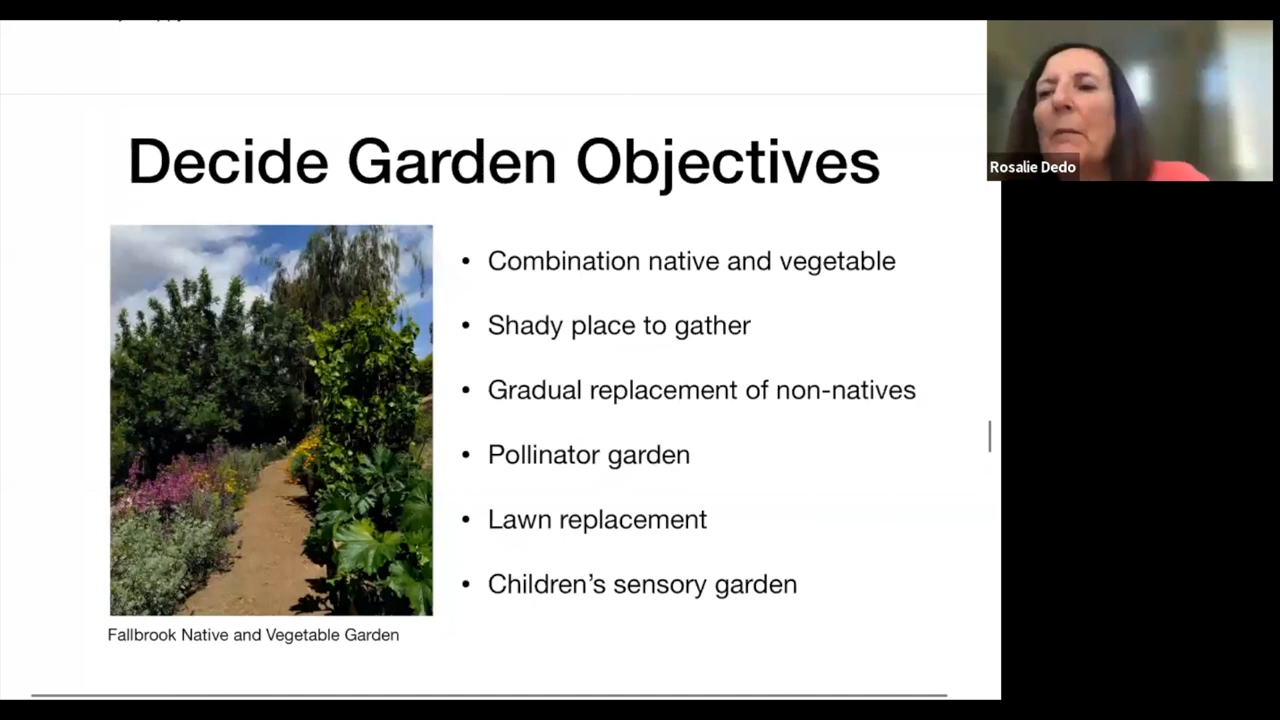 Decide Garden Objectives
• Combination native and vegetable
• Shady place to gather
• Gradual replacement of non-natives
• Pollinator garden
• Lawn replacement
• Children’s sensory garden
Fallbrook Native and Vegetable Garden
Rosalie Dedo